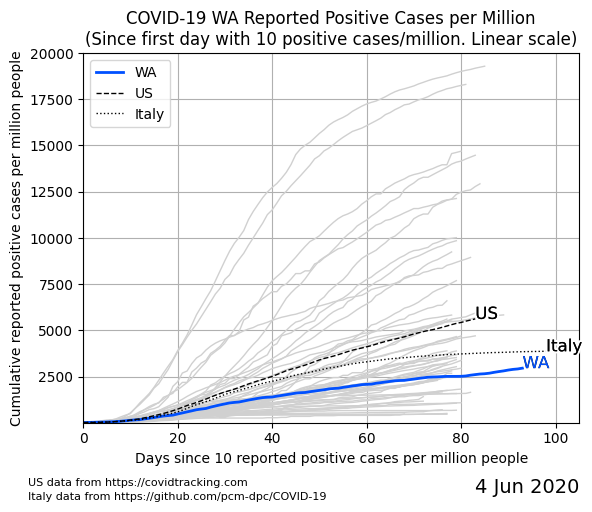 COVID-19 WA Reported Positive Cases per Million
(Since first day with 10 positive cases/million. Linear scale)
Cumulative reported positive cases per million people
20000
17500
15000
12500
10000
7500
5000
2500
WA
US
Italy
US
Italy
WA
0
20
40
60
80
100
Days since 10 reported positive cases per million people
US data from https://covidtracking.com
Italy data from https://github.com/pcm-dpc/COVID-19
4 Jun 2020